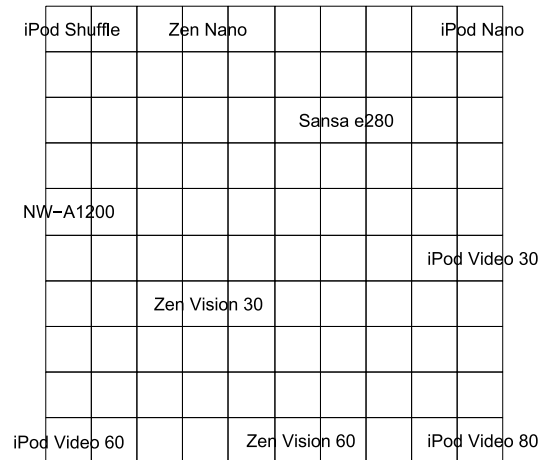 iPod Shuffle Zen Nano iPod Nano
Sansa e280
NW−A1200
iPod Video 30
Zen Vision 30
iPod Video 60 Zen Vision 60 iPod Video 80